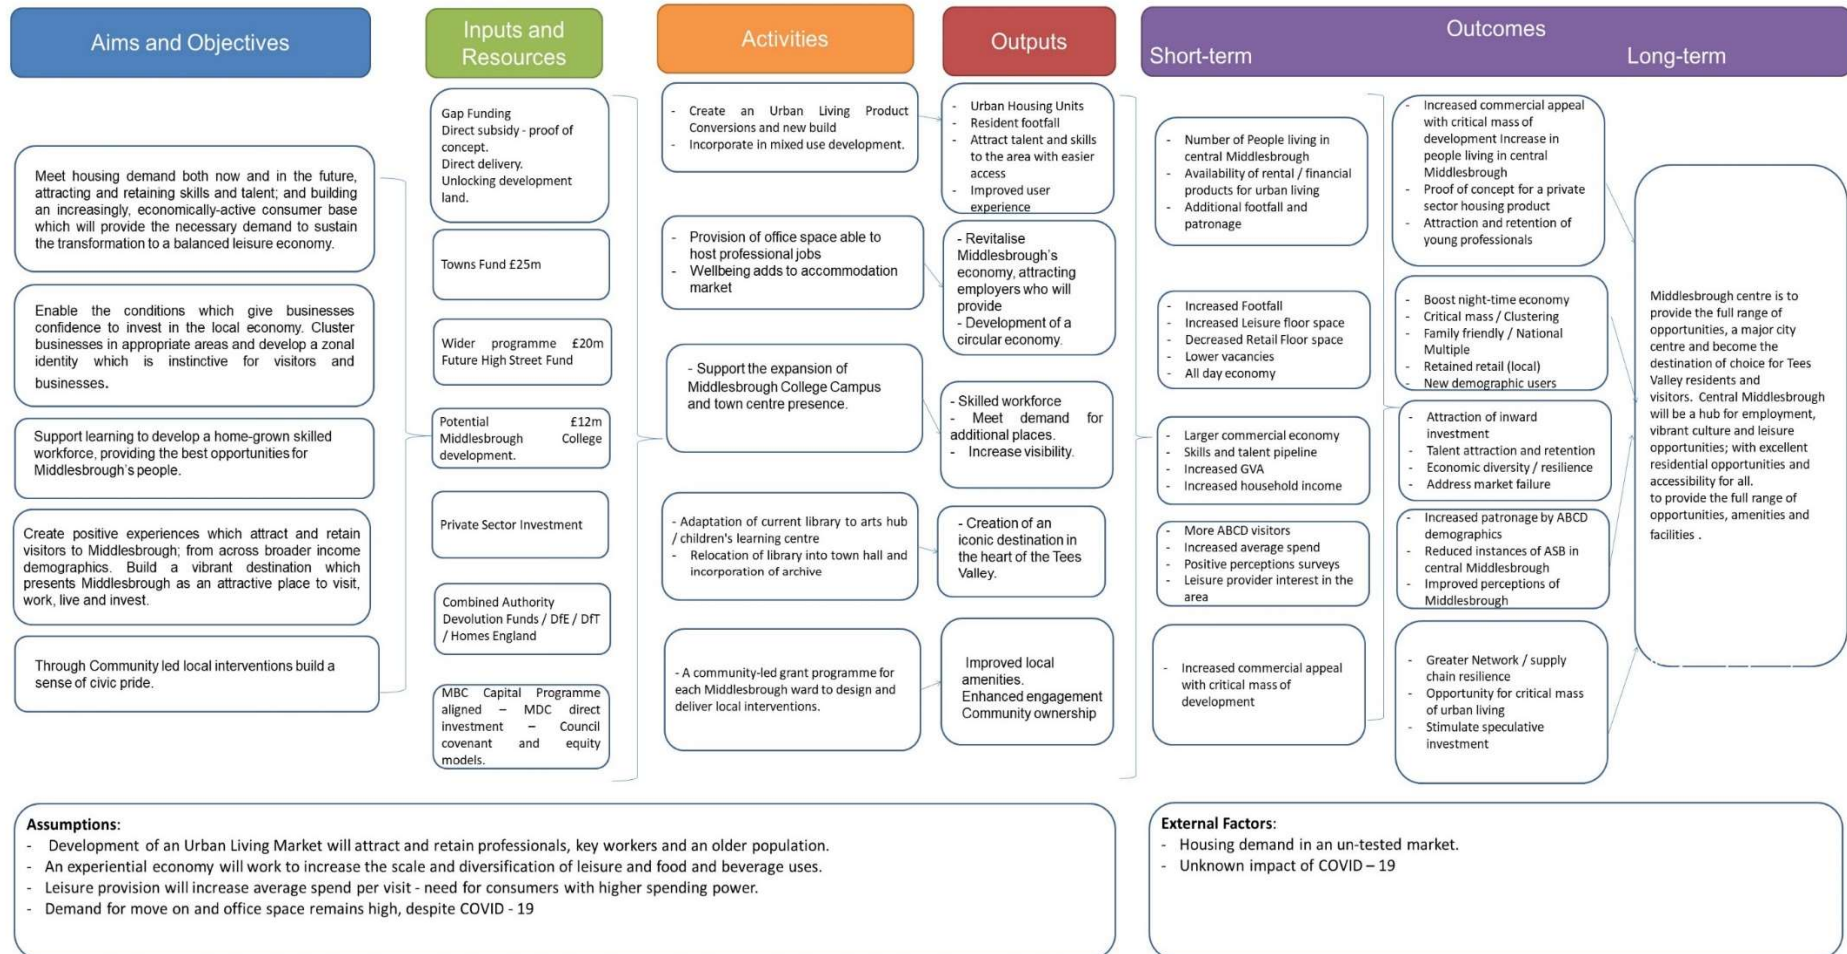 Aims and Objectives
Inputs and
Resources
Activities
Outputs
Outcomes
Short-term
Long-term
Meet housing demand both now and in the future,
attracting and retaining skills and talent; and building
an increasingly, economically-active consumer base
which will provide the necessary demand to sustain
the transformation to a balanced leisure economy.
Enable the conditions which give businesses
confidence to invest in the local economy. Cluster
businesses in appropriate areas and develop a zonal
identity which is instinctive for visitors and
businesses.
Support learning to develop a home-grown skilled
workforce, providing the best opportunities for
Middlesbrough's people.
Create positive experiences which attract and retain
visitors to Middlesbrough; from across broader income
demographics. Build a vibrant destination which
presents Middlesbrough as an attractive place to visit,
work, live and invest.
Through Community led local interventions build a
sense of civic pride.
Gap Funding
Direct subsidy - proof of
concept.
Direct delivery.
Unlocking development
land.
Towns Fund £25m
Wider programme £20m
Future High Street Fund
Potential £12m
Middlesbrough College
development.
Private Sector Investment
Combined Authority
Devolution Funds / DfE / DfT
/ Homes England
MBC Capital Programme
aligned – MDC direct
investment – Council
covenant and equity
models.
- Create an Urban Living Product
Conversions and new build
- Incorporate in mixed use development.
- Provision of office space able to
host professional jobs
- Wellbeing adds to accommodation
market
- Support the expansion of
Middlesbrough College Campus
and town centre presence.
- Adaptation of current library to arts hub
/ children's learning centre
- Relocation of library into town hall and
incorporation of archive
- A community-led grant programme for
each Middlesbrough ward to design and
deliver local interventions.
- Urban Housing Units
- Resident footfall
- Attract talent and skills
to the area with easier
access
- Improved user
experience
- Revitalise
Middlesbrough's
economy, attracting
employers who will
provide
- Development of a
circular economy.
- Skilled workforce
- Meet demand for
additional places.
- Increase visibility.
- Creation of an
iconic destination in
the heart of the Tees
Valley.
Improved local
amenities.
Enhanced engagement
Community ownership
- Number of People living in
central Middlesbrough
- Availability of rental / financial
products for urban living
- Additional footfall and
patronage
- Increased Footfall
- Increased Leisure floor space
- Decreased Retail Floor space
- Lower vacancies
- All day economy
- Larger commercial economy
- Skills and talent pipeline
- Increased GVA
- Increased household income
- More ABCD visitors
- Increased average spend
- Positive perceptions surveys
- Leisure provider interest in the
area
- Increased commercial appeal
with critical mass of
development
- Increased commercial appeal
with critical mass of
development Increase in
people living in central
Middlesbrough
- Proof of concept for a private
sector housing product
- Attraction and retention of
young professionals
- Boost night-time economy
- Critical mass / Clustering
- Family friendly / National
Multiple
- Retained retail (local)
- New demographic users
- Attraction of inward
investment
- Talent attraction and retention
- Economic diversity / resilience
- Address market failure
- Increased patronage by ABCD
demographics
- Reduced instances of ASB in
central Middlesbrough
- Improved perceptions of
Middlesbrough
- Greater Network / supply
chain resilience
- Opportunity for critical mass
of urban living
- Stimulate speculative
investment
Middlesbrough centre is to
provide the full range of
opportunities, a major city
centre and become the
destination of choice for Tees
Valley residents and
visitors. Central Middlesbrough
will be a hub for employment,
vibrant culture and leisure
opportunities; with excellent
residential opportunities and
accessibility for all.
to provide the full range of
opportunities, amenities and
facilities .
Assumptions:
- Development of an Urban Living Market will attract and retain professionals, key workers and an older population.
- An experiential economy will work to increase the scale and diversification of leisure and food and beverage uses.
- Leisure provision will increase average spend per visit - need for consumers with higher spending power.
- Demand for move on and office space remains high, despite COVID - 19
External Factors:
- Housing demand in an un-tested market.
- Unknown impact of COVID – 19